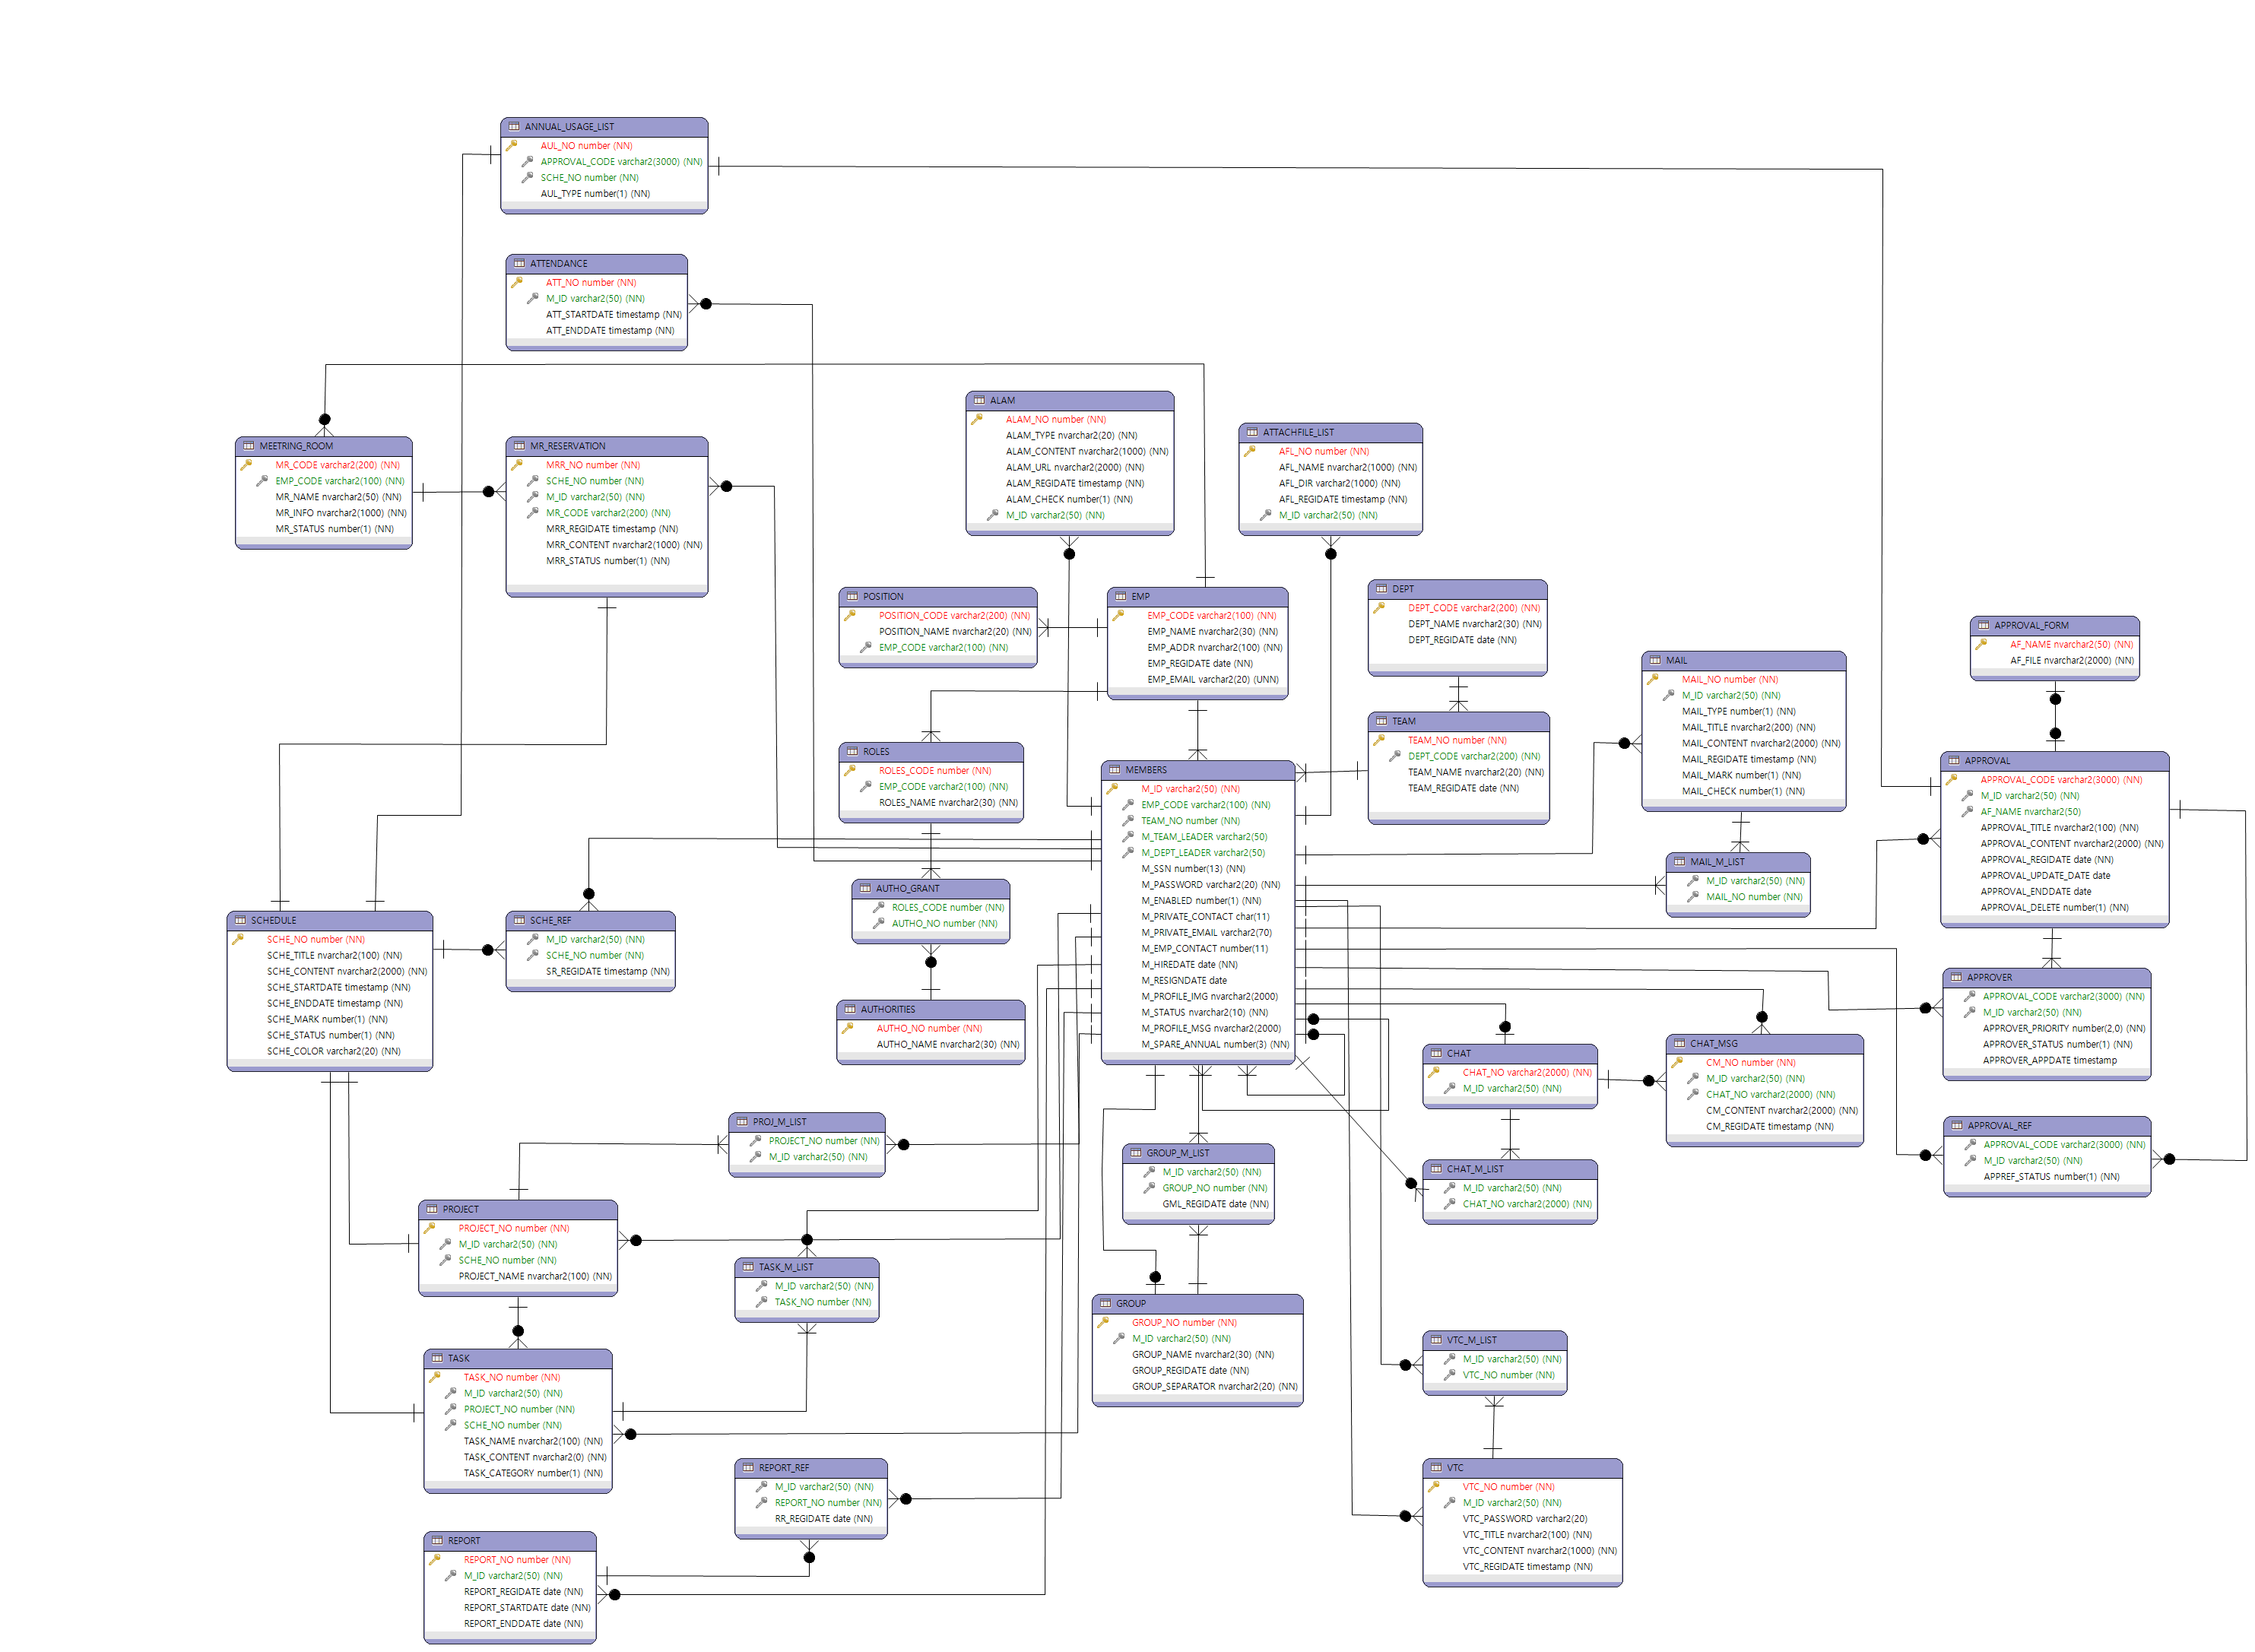 ANNUAL_USAGE_LIST
AUL_NO number (NN)
APPROVAL_CODE varchar2(3000) (NN)
SCHE_NO number (NN)
AUL_TYPE number(1) (NN)
ATTENDANCE
ATT_NO number (NN)
M_ID varchar2(50) (NN)
ATT_STARTDATE timestamp (NN)
ATT_ENDDATE timestamp (NN)
MEETRING_ROOM
MR_CODE varchar2(200) (NN)
EMP_CODE varchar2(100) (NN)
MR_NAME nvarchar2(50) (NN)
MR_INFO nvarchar2(1000) (NN)
MR_STATUS number(1) (NN)
MR_RESERVATION
MRR_NO number (NN)
SCHE_NO number (NN)
M_ID varchar2(50) (NN)
MR_CODE varchar2(200) (NN)
MRR_REGIDATE timestamp (NN)
MRR_CONTENT nvarchar2(1000) (NN)
MRR_STATUS number(1) (NN)
ALAM
ALAM_NO number (NN)
ALAM_TYPE nvarchar2(20) (NN)
ALAM_CONTENT nvarchar2(1000) (NN)
ALAM_URL nvarchar2(2000) (NN)
ALAM_REGIDATE timestamp (NN)
ALAM_CHECK number(1) (NN)
M_ID varchar2(50) (NN)
ATTACHFILE_LIST
AFL_NO number (NN)
AFL_NAME nvarchar2(1000) (NN)
AFL_DIR varchar2(1000) (NN)
AFL_REGIDATE timestamp (NN)
M_ID varchar2(50) (NN)
POSITION
POSITION_CODE varchar2(200) (NN)
POSITION_NAME nvarchar2(20) (NN)
EMP_CODE varchar2(100) (NN)
EMP
EMP_CODE varchar2(100) (NN)
EMP_NAME nvarchar2(30) (NN)
EMP_ADDR nvarchar2(100) (NN)
EMP_REGIDATE date (NN)
EMP_EMAIL varchar2(20) (UNN)
DEPT
DEPT_CODE varchar2(200) (NN)
DEPT_NAME nvarchar2(30) (NN)
DEPT_REGIDATE date (NN)
TEAM
TEAM_NO number (NN)
DEPT_CODE varchar2(200) (NN)
TEAM_NAME nvarchar2(20) (NN)
TEAM_REGIDATE date (NN)
MAIL
MAIL_NO number (NN)
M_ID varchar2(50) (NN)
MAIL_TYPE number(1) (NN)
MAIL_TITLE nvarchar2(200) (NN)
MAIL_CONTENT nvarchar2(2000) (NN)
MAIL_REGIDATE timestamp (NN)
MAIL_MARK number(1) (NN)
MAIL_CHECK number(1) (NN)
APPROVAL_FORM
AF_NAME nvarchar2(50) (NN)
AF_FILE nvarchar2(2000) (NN)
ROLES
ROLES_CODE number (NN)
EMP_CODE varchar2(100) (NN)
ROLES_NAME nvarchar2(30) (NN)
MEMBERS
M_ID varchar2(50) (NN)
EMP_CODE varchar2(100) (NN)
TEAM_NO number (NN)
M_TEAM_LEADER varchar2(50)
M_DEPT_LEADER varchar2(50)
M_SSN number(13) (NN)
M_PASSWORD varchar2(20) (NN)
M_ENABLED number(1) (NN)
M_PRIVATE_CONTACT char(11)
M_PRIVATE_EMAIL varchar2(70)
M_EMP_CONTACT number(11)
M_HIREDATE date (NN)
M_RESIGNDATE date
M_PROFILE_IMG nvarchar2(2000)
M_STATUS nvarchar2(10) (NN)
M_PROFILE_MSG nvarchar2(2000)
M_SPARE_ANNUAL number(3) (NN)
APPROVAL
APPROVAL_CODE varchar2(3000) (NN)
M_ID varchar2(50) (NN)
AF_NAME nvarchar2(50)
APPROVAL_TITLE nvarchar2(100) (NN)
APPROVAL_CONTENT nvarchar2(2000) (NN)
APPROVAL_REGIDATE date (NN)
APPROVAL_UPDATE_DATE date
APPROVAL_ENDDATE date
APPROVAL_DELETE number(1) (NN)
MAIL_M_LIST
M_ID varchar2(50) (NN)
MAIL_NO number (NN)
AUTHO_GRANT
ROLES_CODE number (NN)
AUTHO_NO number (NN)
SCHEDULE
SCHE_NO number (NN)
SCHE_TITLE nvarchar2(100) (NN)
SCHE_CONTENT nvarchar2(2000) (NN)
SCHE_STARTDATE timestamp (NN)
SCHE_ENDDATE timestamp (NN)
SCHE_MARK number(1) (NN)
SCHE_STATUS number(1) (NN)
SCHE_COLOR varchar2(20) (NN)
SCHE_REF
M_ID varchar2(50) (NN)
SCHE_NO number (NN)
SR_REGIDATE timestamp (NN)
AUTHORITIES
AUTHO_NO number (NN)
AUTHO_NAME nvarchar2(30) (NN)
APPROVER
APPROVAL_CODE varchar2(3000) (NN)
M_ID varchar2(50) (NN)
APPROVER_PRIORITY number(2,0) (NN)
APPROVER_STATUS number(1) (NN)
APPROVER_APPDATE timestamp
CHAT
CHAT_NO varchar2(2000) (NN)
M_ID varchar2(50) (NN)
CHAT_MSG
CM_NO number (NN)
M_ID varchar2(50) (NN)
CHAT_NO varchar2(2000) (NN)
CM_CONTENT nvarchar2(2000) (NN)
CM_REGIDATE timestamp (NN)
PROJ_M_LIST
PROJECT_NO number (NN)
M_ID varchar2(50) (NN)
GROUP_M_LIST
M_ID varchar2(50) (NN)
GROUP_NO number (NN)
GML_REGIDATE date (NN)
CHAT_M_LIST
M_ID varchar2(50) (NN)
CHAT_NO varchar2(2000) (NN)
APPROVAL_REF
APPROVAL_CODE varchar2(3000) (NN)
M_ID varchar2(50) (NN)
APPREF_STATUS number(1) (NN)
PROJECT
PROJECT_NO number (NN)
M_ID varchar2(50) (NN)
SCHE_NO number (NN)
PROJECT_NAME nvarchar2(100) (NN)
TASK_M_LIST
M_ID varchar2(50) (NN)
TASK_NO number (NN)
GROUP
GROUP_NO number (NN)
M_ID varchar2(50) (NN)
GROUP_NAME nvarchar2(30) (NN)
GROUP_REGIDATE date (NN)
GROUP_SEPARATOR nvarchar2(20) (NN)
TASK
TASK_NO number (NN)
M_ID varchar2(50) (NN)
PROJECT_NO number (NN)
SCHE_NO number (NN)
TASK_NAME nvarchar2(100) (NN)
TASK_CONTENT nvarchar2(0) (NN)
TASK_CATEGORY number(1) (NN)
VTC_M_LIST
M_ID varchar2(50) (NN)
VTC_NO number (NN)
REPORT_REF
M_ID varchar2(50) (NN)
REPORT_NO number (NN)
RR_REGIDATE date (NN)
VTC
VTC_NO number (NN)
M_ID varchar2(50) (NN)
VTC_PASSWORD varchar2(20)
VTC_TITLE nvarchar2(100) (NN)
VTC_CONTENT nvarchar2(1000) (NN)
VTC_REGIDATE timestamp (NN)
REPORT
REPORT_NO number (NN)
M_ID varchar2(50) (NN)
REPORT_REGIDATE date (NN)
REPORT_STARTDATE date (NN)
REPORT_ENDDATE date (NN)